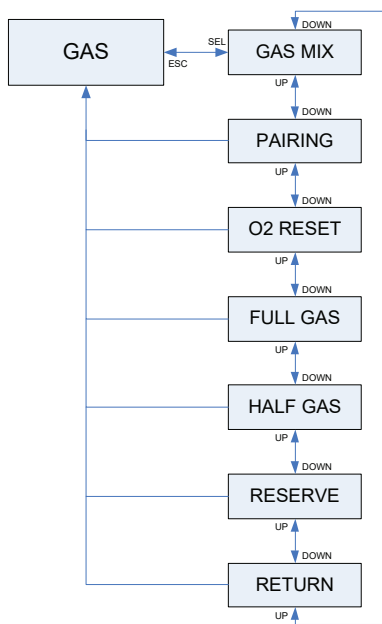 DOWN
GAS
SEL
ESC
GAS MIX
UP
DOWN
PAIRING
UP
DOWN
O2 RESET
UP
DOWN
FULL GAS
UP
DOWN
HALF GAS
UP
DOWN
RESERVE
UP
DOWN
RETURN
UP